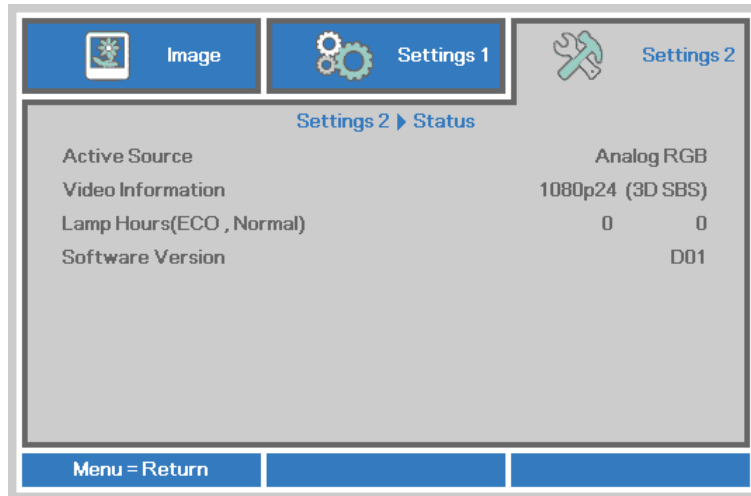 Image Settings 1 Settings 2
Settings 2 ▶ Status
Active Source Analog RGB
Video Information 1080p24 (3D SBS)
Lamp Hours(ECO , Normal) 0 0
Software Version D01
Menu = Return